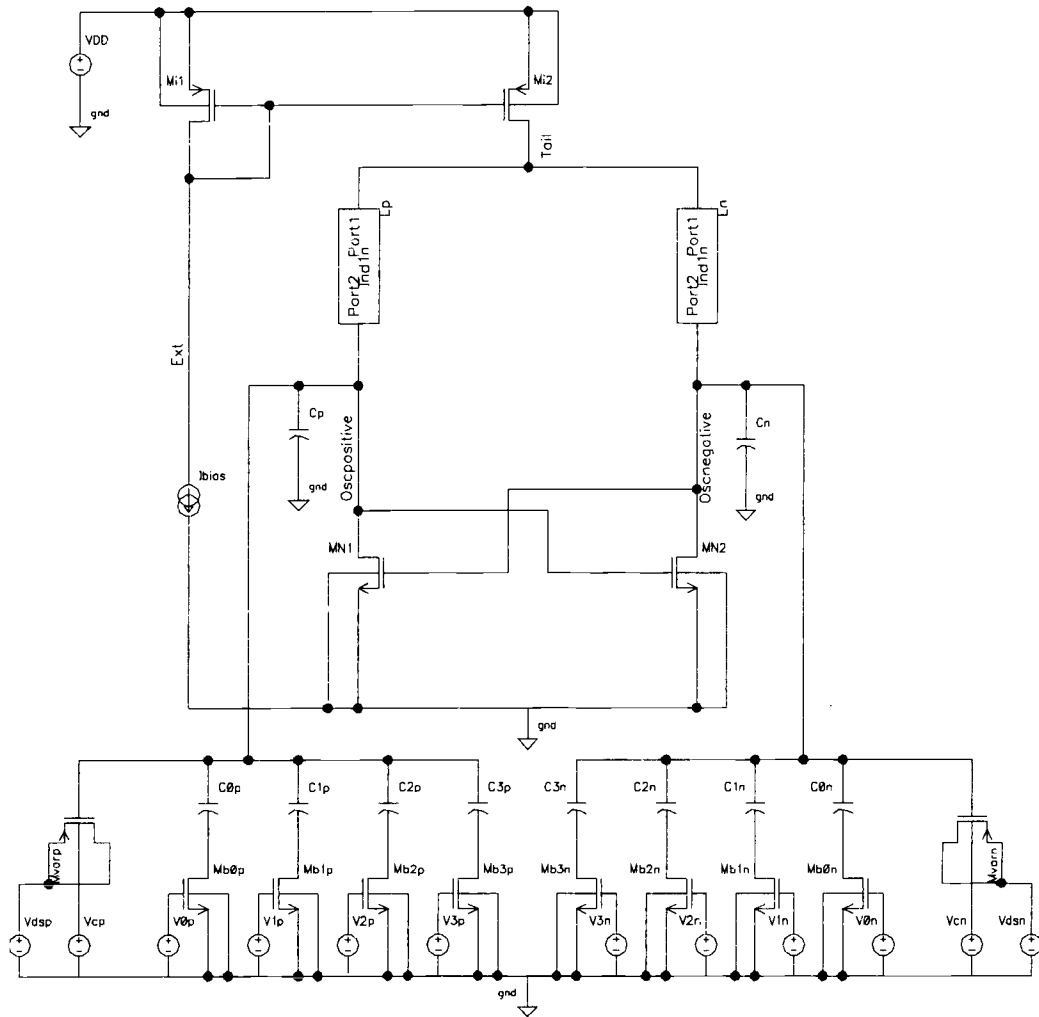 VDD
gnd
Mi1
Mi2
Tail
Lp
Port1
Ind1n
Port2
Ln
Port1
Ind1n
Port2
Ext
Ibias
Cp
gnd
Oscpositive
Oscnegative
Cn
gnd
MN1
MN2
gnd
C0p
C1p
C2p
C3p
C3n
C2n
C1n
C0n
Mvarp
Mvarn
Mb0p
Mb1p
Mb2p
Mb3p
Mb3n
Mb2n
Mb1n
Mb0n
Vdsp
Vcp
V0p
V1p
V2p
V3p
V3n
V2n
V1n
V0n
Vcn
Vdsn
gnd